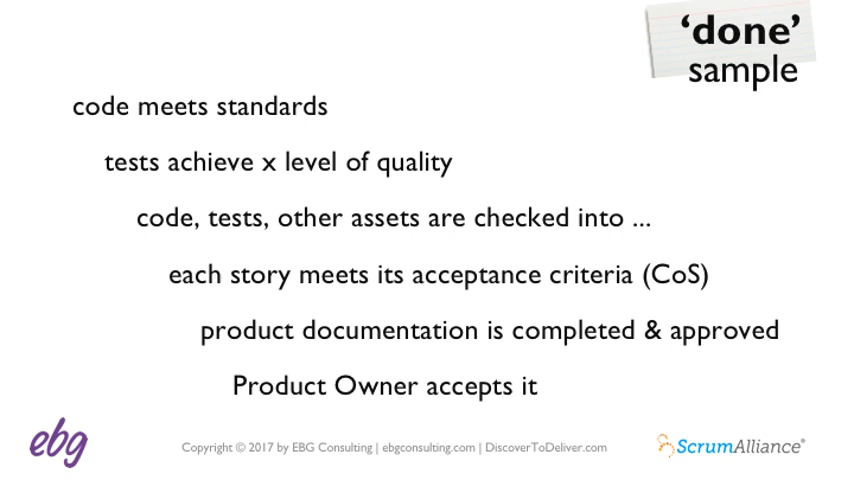 ‘done’
sample
code meets standards
tests achieve x level of quality
code, tests, other assets are checked into ...
each story meets its acceptance criteria (CoS)
product documentation is completed & approved
Product Owner accepts it
ebg
Copyright © 2017 by EBG Consulting | ebgconsulting.com | DiscoverToDeliver.com
ScrumAlliance®